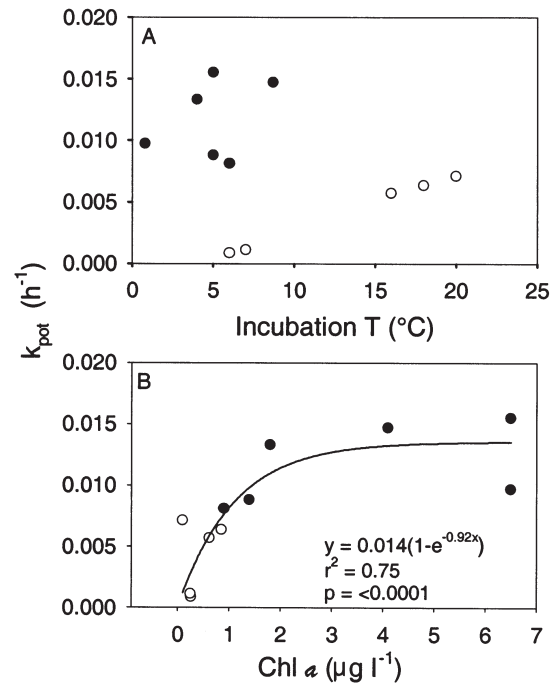 0.020
A
0.015
0.010
0.005
0.000
0 5 10 15 20 25
Incubation T (°C)
k_pot (h^-1)
0.020
B
0.015
0.010
0.005
0.000
y = 0.014(1-e^-0.92x)
r^2 = 0.75
p = <0.0001
0 1 2 3 4 5 6 7
Chl a (µg l^-1)